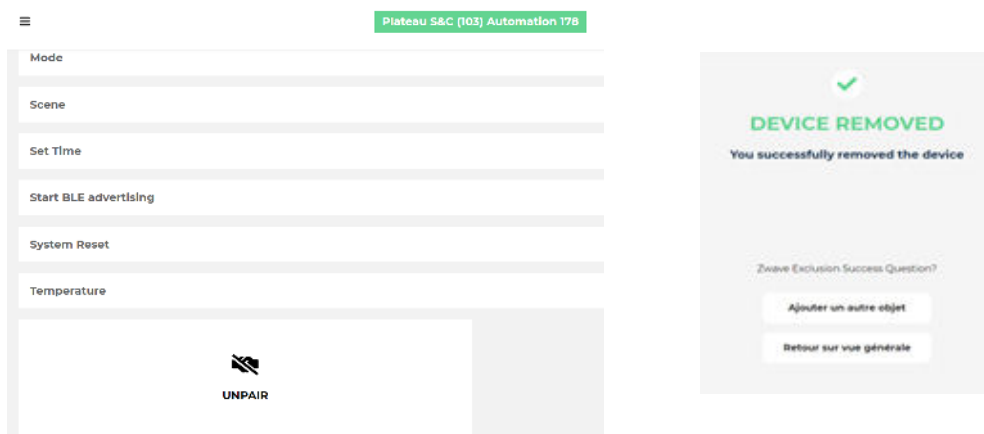 Plateau S&C (103) Automation 178
Mode
Scene
Set Time
Start BLE advertising
System Reset
Temperature
UNPAIR
DEVICE REMOVED
You successfully removed the device
Zwave Exclusion Success Question?
Ajouter un autre objet
Retour sur vue générale